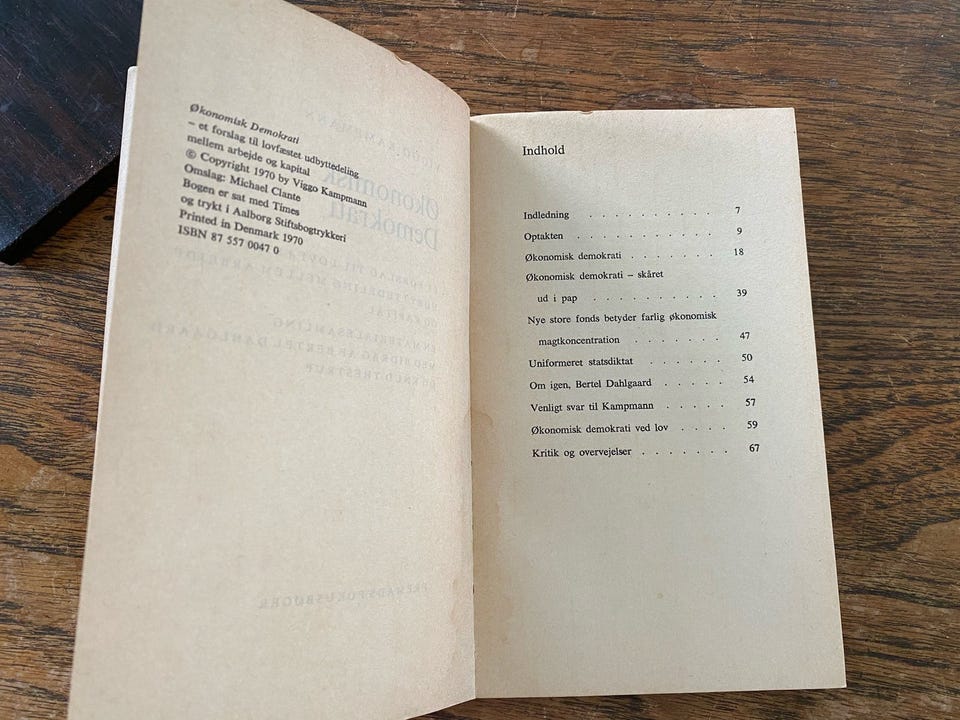 Økonomisk Demokrati
– et forslag til lovfæstet udbyttedeling
mellem arbejde og kapital
© Copyright 1970 by Viggo Kampmann
Omslag: Michael Clante
Bogen er sat med Times
og trykt i Aalborg Stiftsbogtrykkeri
Printed in Denmark 1970
ISBN 87 557 0047 0
Indhold
Indledning . . . . . . . . . . 7
Optakten . . . . . . . . . . . 9
Økonomisk demokrati . . . . . . . 18
Økonomisk demokrati – skåret
ud i pap . . . . . . . . . . 39
Nye store fonds betyder farlig økonomisk
magtkoncentration . . . . . . . 47
Uniformeret statsdiktat . . . . . . 50
Om igen, Bertel Dahlgaard . . . . . 54
Venligt svar til Kampmann . . . . . 57
Økonomisk demokrati ved lov . . . . 59
Kritik og overvejelser . . . . . . . 67